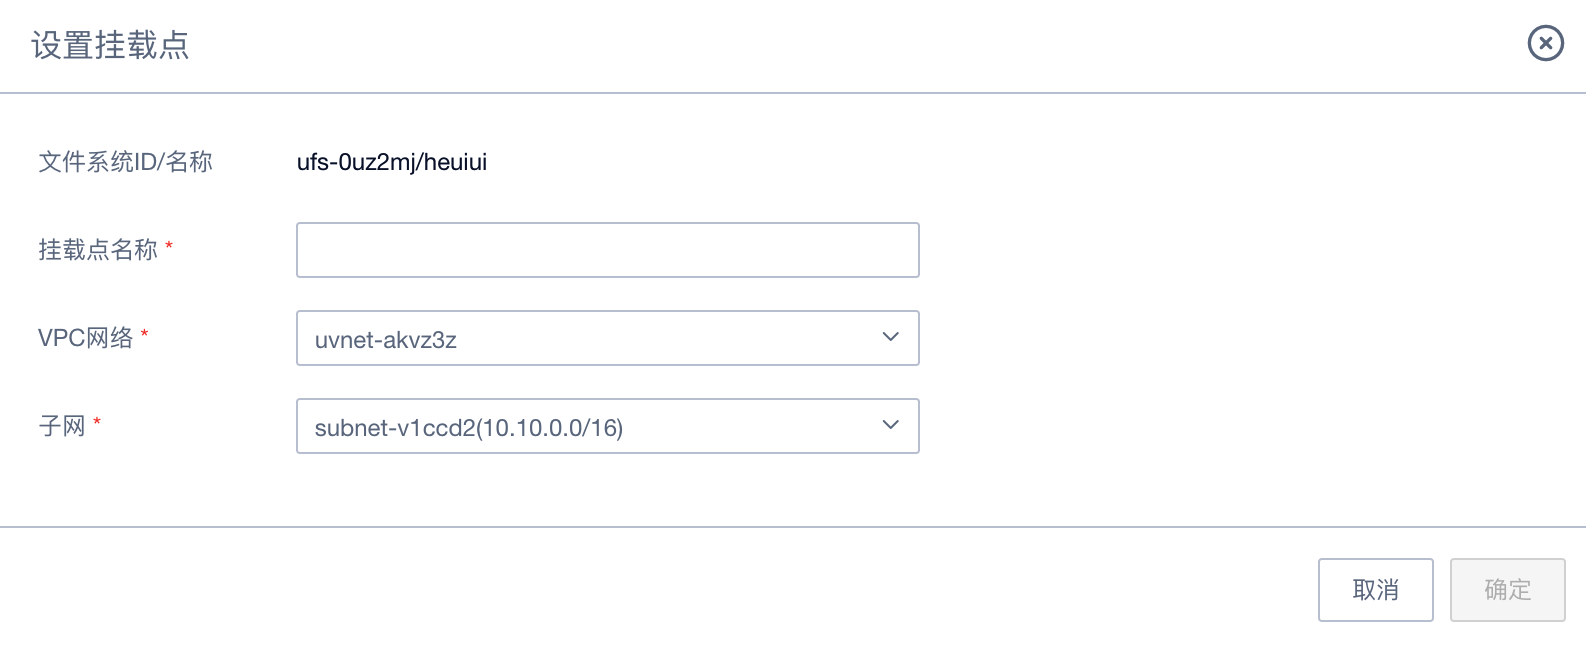 设置挂载点
文件系统ID/名称 ufs-0uz2mj/heuiui
挂载点名称 *
VPC网络 * uvnet-akvz3z
子网 * subnet-v1ccd2(10.10.0.0/16)
取消 确定